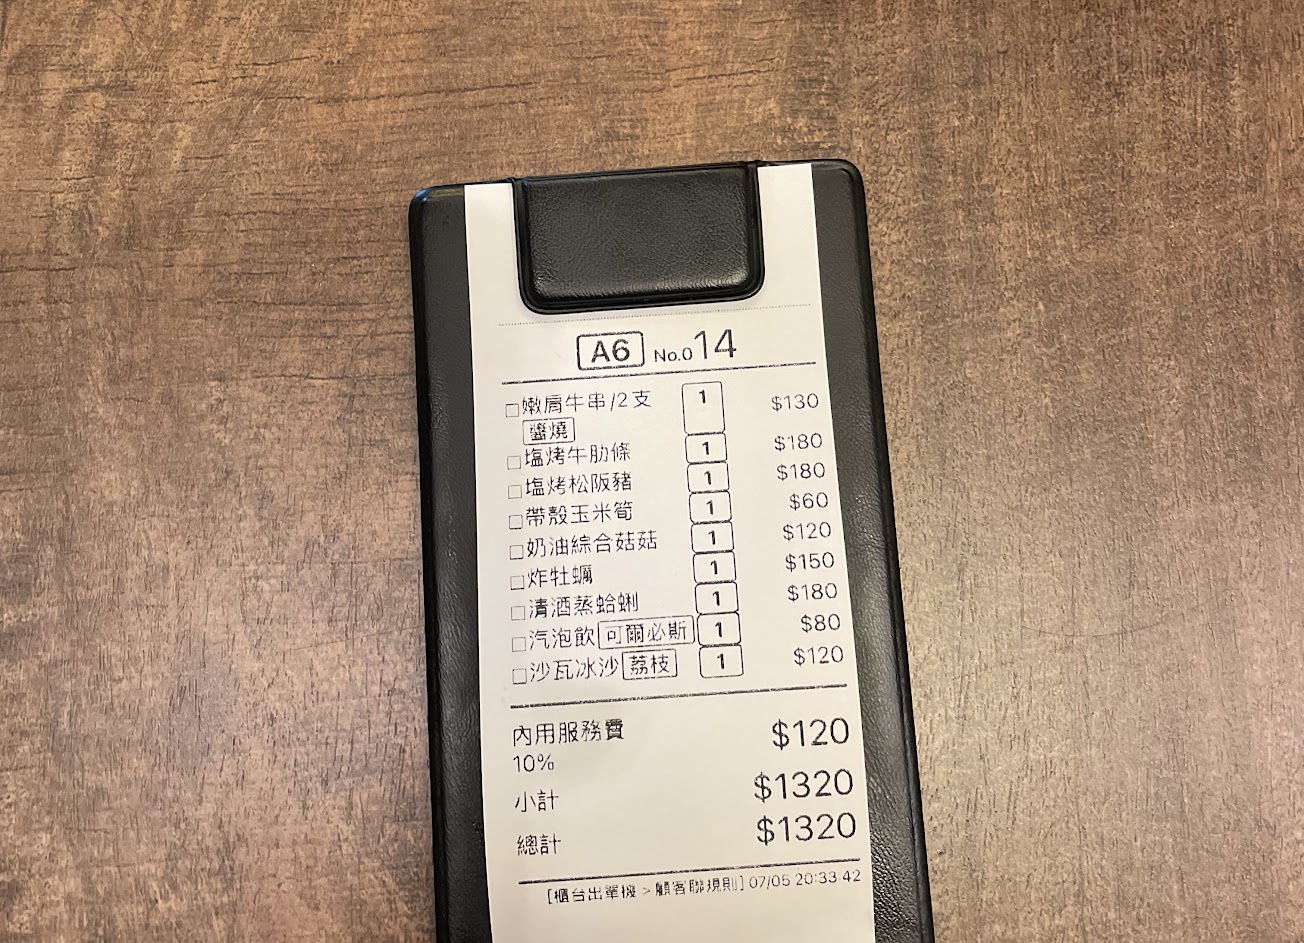 A6 No.014
□嫩肩牛串/2支 1 $130
醬燒
□塩烤牛肋條 1 $180
□塩烤松阪豬 1 $180
□帶殼玉米筍 1 $60
□奶油綜合菇菇 1 $120
□炸牡蠣 1 $150
□清酒蒸蛤蜊 1 $180
□汽泡飲 可爾必斯 1 $80
□沙瓦冰沙 荔枝 1 $120
內用服務費 $120
10%
小計 $1320
總計 $1320
[櫃台出單機 > 顧客聯規則] 07/05 20:33:42